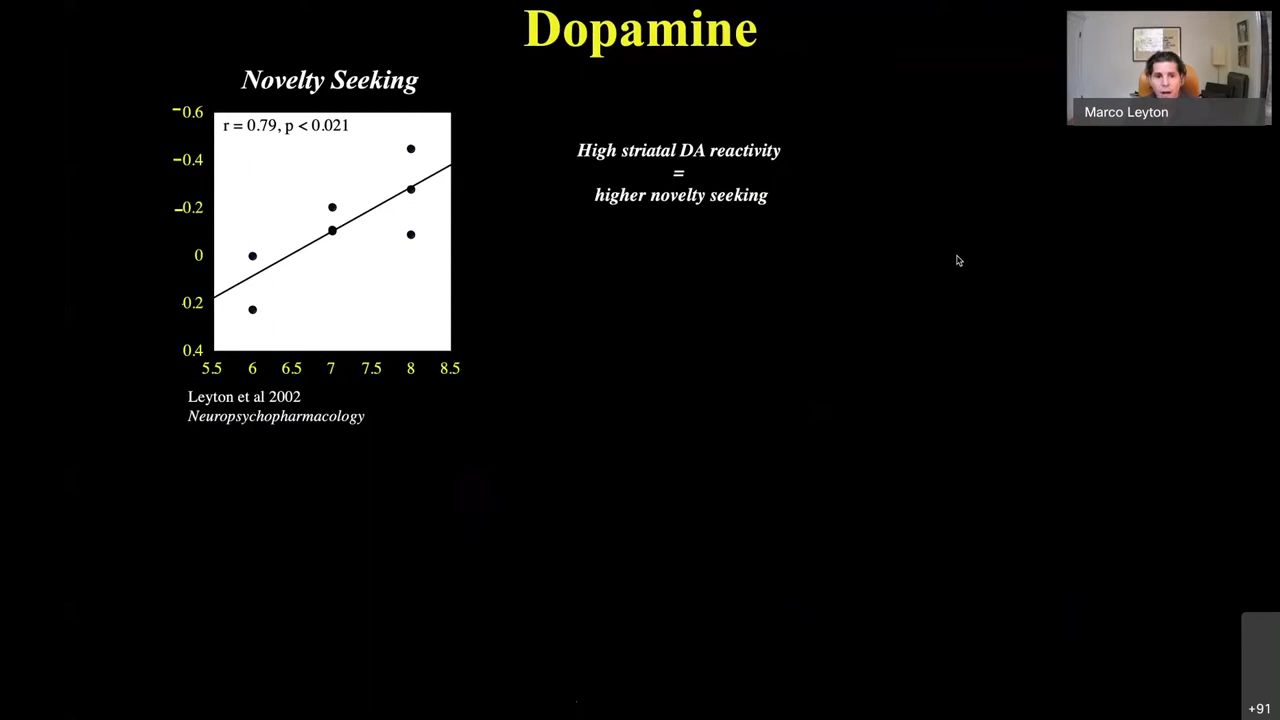 Dopamine
Novelty Seeking
r = 0.79, p < 0.021
-0.6
-0.4
-0.2
0
0.2
0.4
5.5 6 6.5 7 7.5 8 8.5
Leyton et al 2002
Neuropsychopharmacology
High striatal DA reactivity
=
higher novelty seeking
Marco Leyton
+91